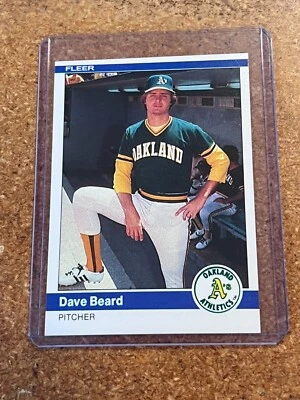 FLEER
A's
OAKLAND
OAKLAND
A's
ATHLETICS
Dave Beard
PITCHER